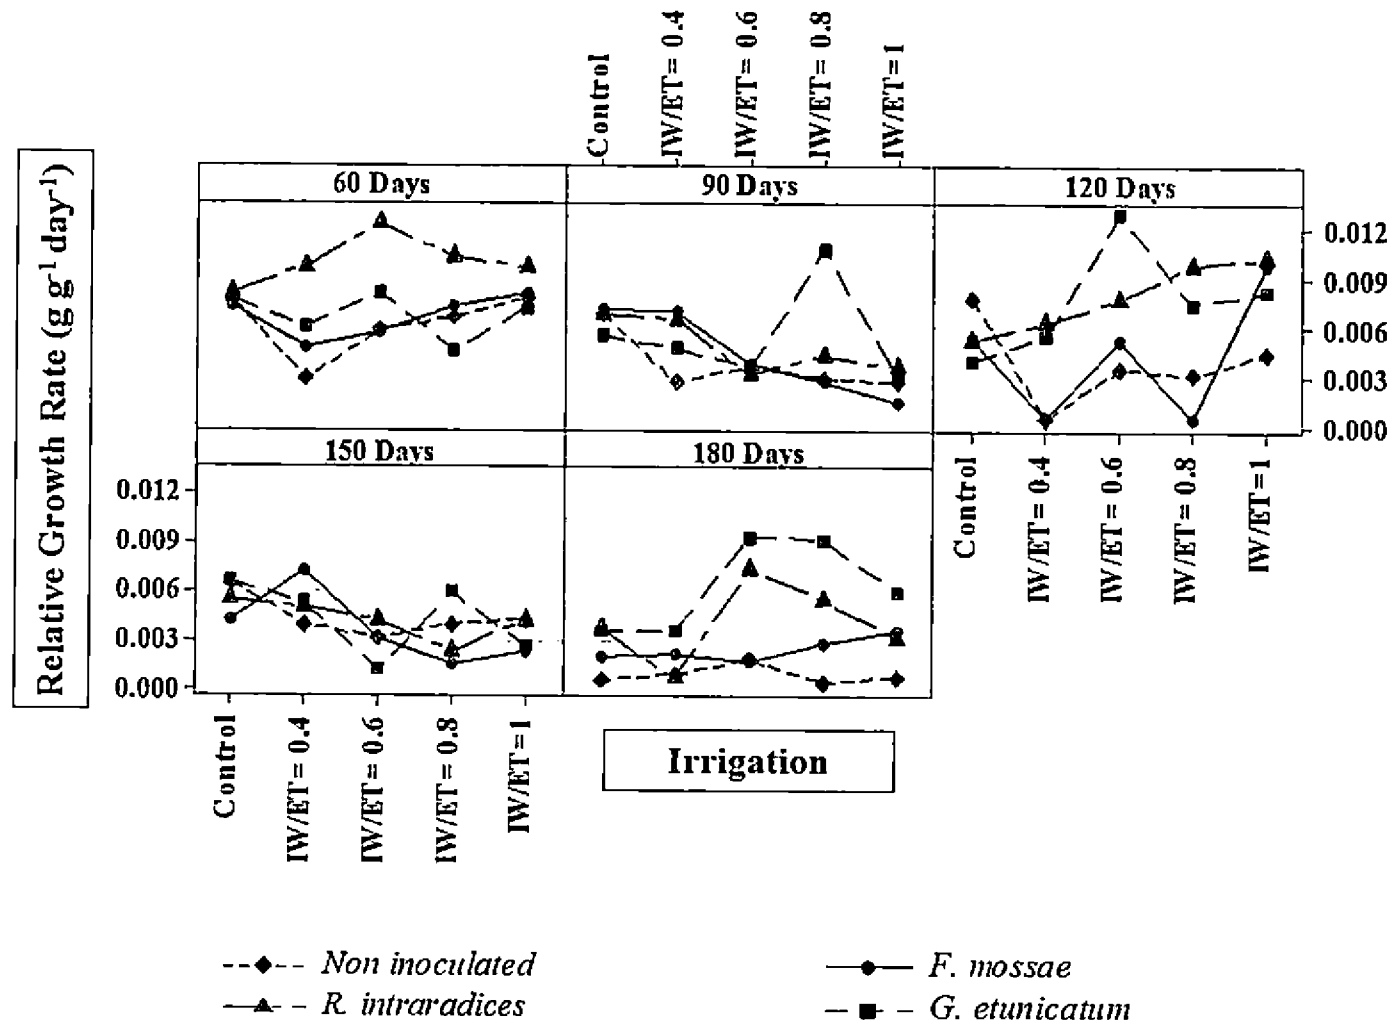 Control
IW/ET= 0.4
IW/ET= 0.6
IW/ET= 0.8
IW/ET=1
Relative Growth Rate (g g-1 day-1)
60 Days
90 Days
120 Days
0.012
0.009
0.006
0.003
0.000
150 Days
180 Days
0.012
0.009
0.006
0.003
0.000
Control
IW/ET= 0.4
IW/ET= 0.6
IW/ET= 0.8
IW/ET=1
Control
IW/ET= 0.4
IW/ET= 0.6
IW/ET= 0.8
IW/ET=1
Irrigation
Non inoculated
F. mossae
R. intraradices
G. etunicatum